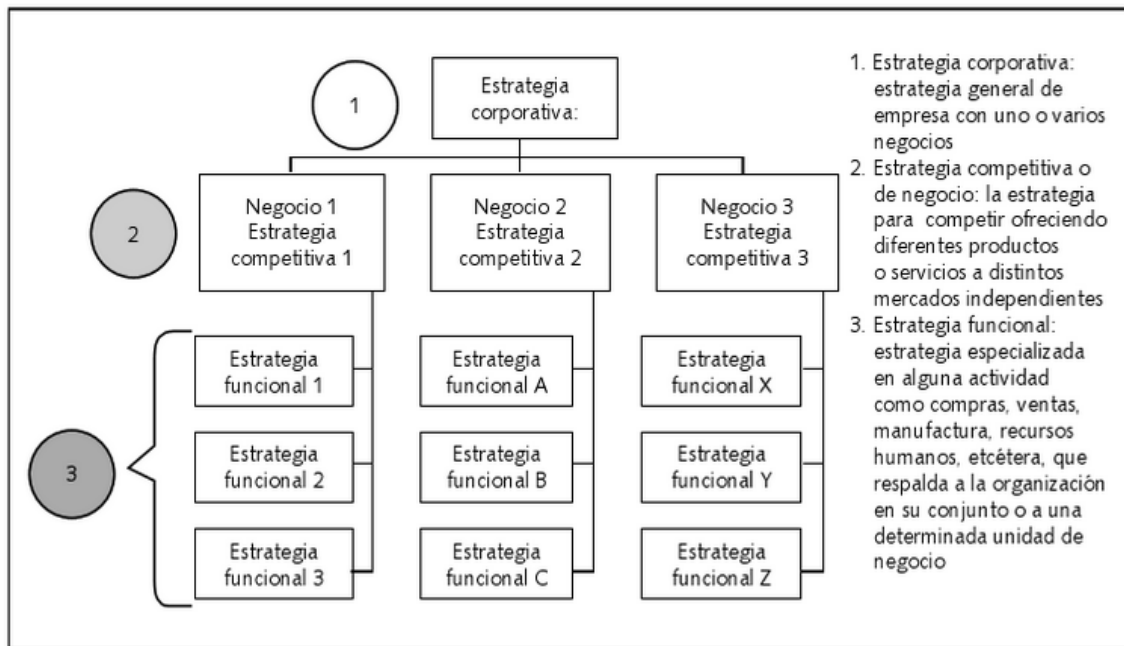 1
Estrategia
corporativa:
2
Negocio 1
Estrategia
competitiva 1
Negocio 2
Estrategia
competitiva 2
Negocio 3
Estrategia
competitiva 3
3
Estrategia
funcional 1
Estrategia
funcional A
Estrategia
funcional X
Estrategia
funcional 2
Estrategia
funcional B
Estrategia
funcional Y
Estrategia
funcional 3
Estrategia
funcional C
Estrategia
funcional Z
1. Estrategia corporativa:
estrategia general de
empresa con uno o varios
negocios
2. Estrategia competitiva o
de negocio: la estrategia
para competir ofreciendo
diferentes productos
o servicios a distintos
mercados independientes
3. Estrategia funcional:
estrategia especializada
en alguna actividad
como compras, ventas,
manufactura, recursos
humanos, etcétera, que
respalda a la organización
en su conjunto o a una
determinada unidad de
negocio